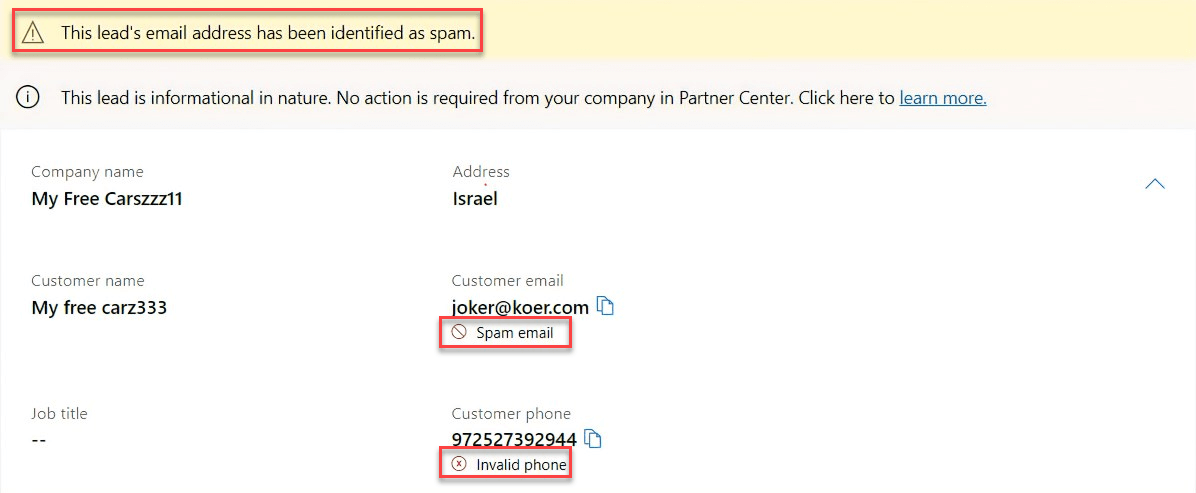 This lead's email address has been identified as spam.
This lead is informational in nature. No action is required from your company in Partner Center. Click here to learn more.
Company name
My Free Carszzz11
Address
Israel
Customer name
My free carz333
Customer email
joker@koer.com
Spam email
Job title
--
Customer phone
972527392944
Invalid phone